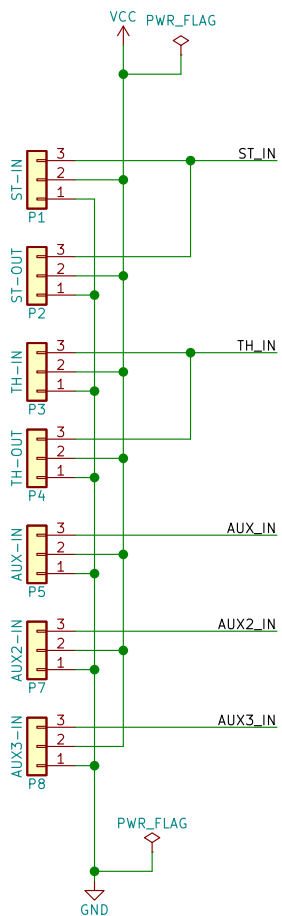 VCC
PWR_FLAG
ST-IN
3
2
1
P1
ST_IN
ST-OUT
3
2
1
P2
TH-IN
3
2
1
P3
TH_IN
TH-OUT
3
2
1
P4
AUX-IN
3
2
1
P5
AUX_IN
AUX2-IN
3
2
1
P7
AUX2_IN
AUX3-IN
3
2
1
P8
AUX3_IN
PWR_FLAG
GND